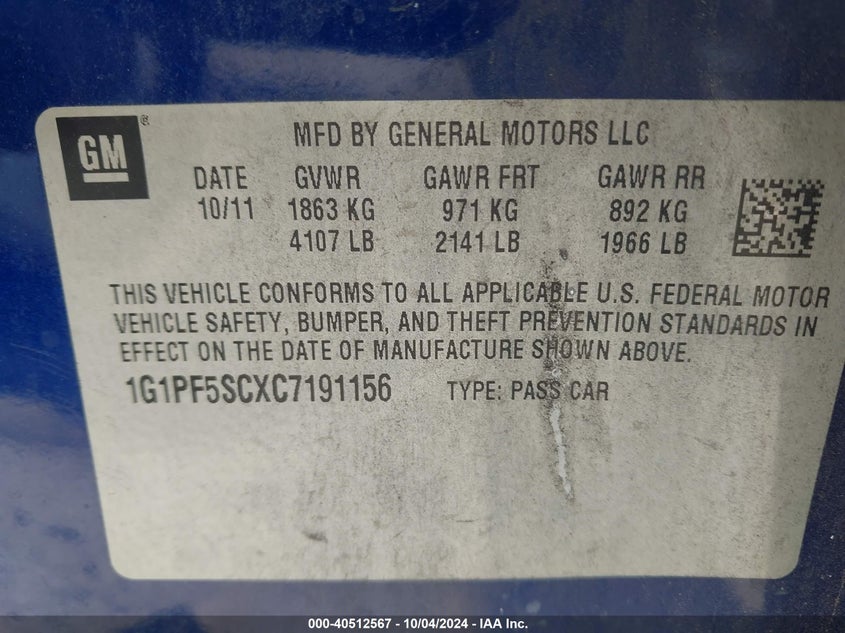 GM
MFD BY GENERAL MOTORS LLC
DATE GVWR GAWR FRT GAWR RR
10/11 1863 KG 971 KG 892 KG
4107 LB 2141 LB 1966 LB
THIS VEHICLE CONFORMS TO ALL APPLICABLE U.S. FEDERAL MOTOR
VEHICLE SAFETY, BUMPER, AND THEFT PREVENTION STANDARDS IN
EFFECT ON THE DATE OF MANUFACTURE SHOWN ABOVE.
1G1PF5SCXC7191156 TYPE: PASS CAR
000-40512567 - 10/04/2024 - IAA Inc.